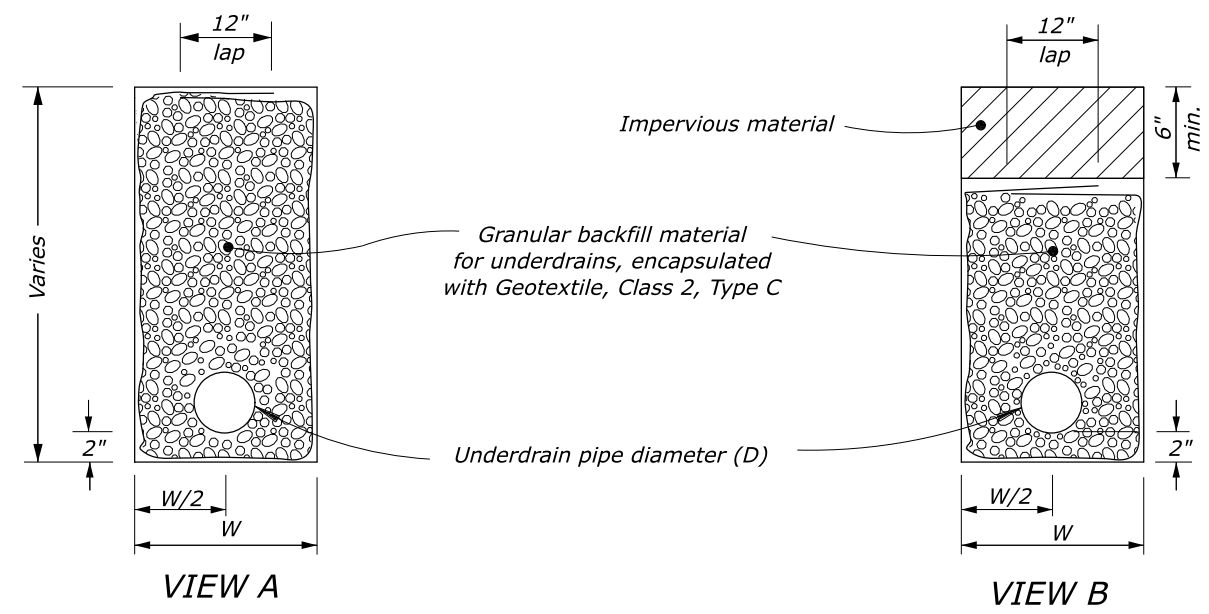 12"
lap
12"
lap
Impervious material
6"
min.
Granular backfill material
for underdrains, encapsulated
with Geotextile, Class 2, Type C
Varies
2"
Underdrain pipe diameter (D)
2"
W/2
W
W/2
W
VIEW A
VIEW B